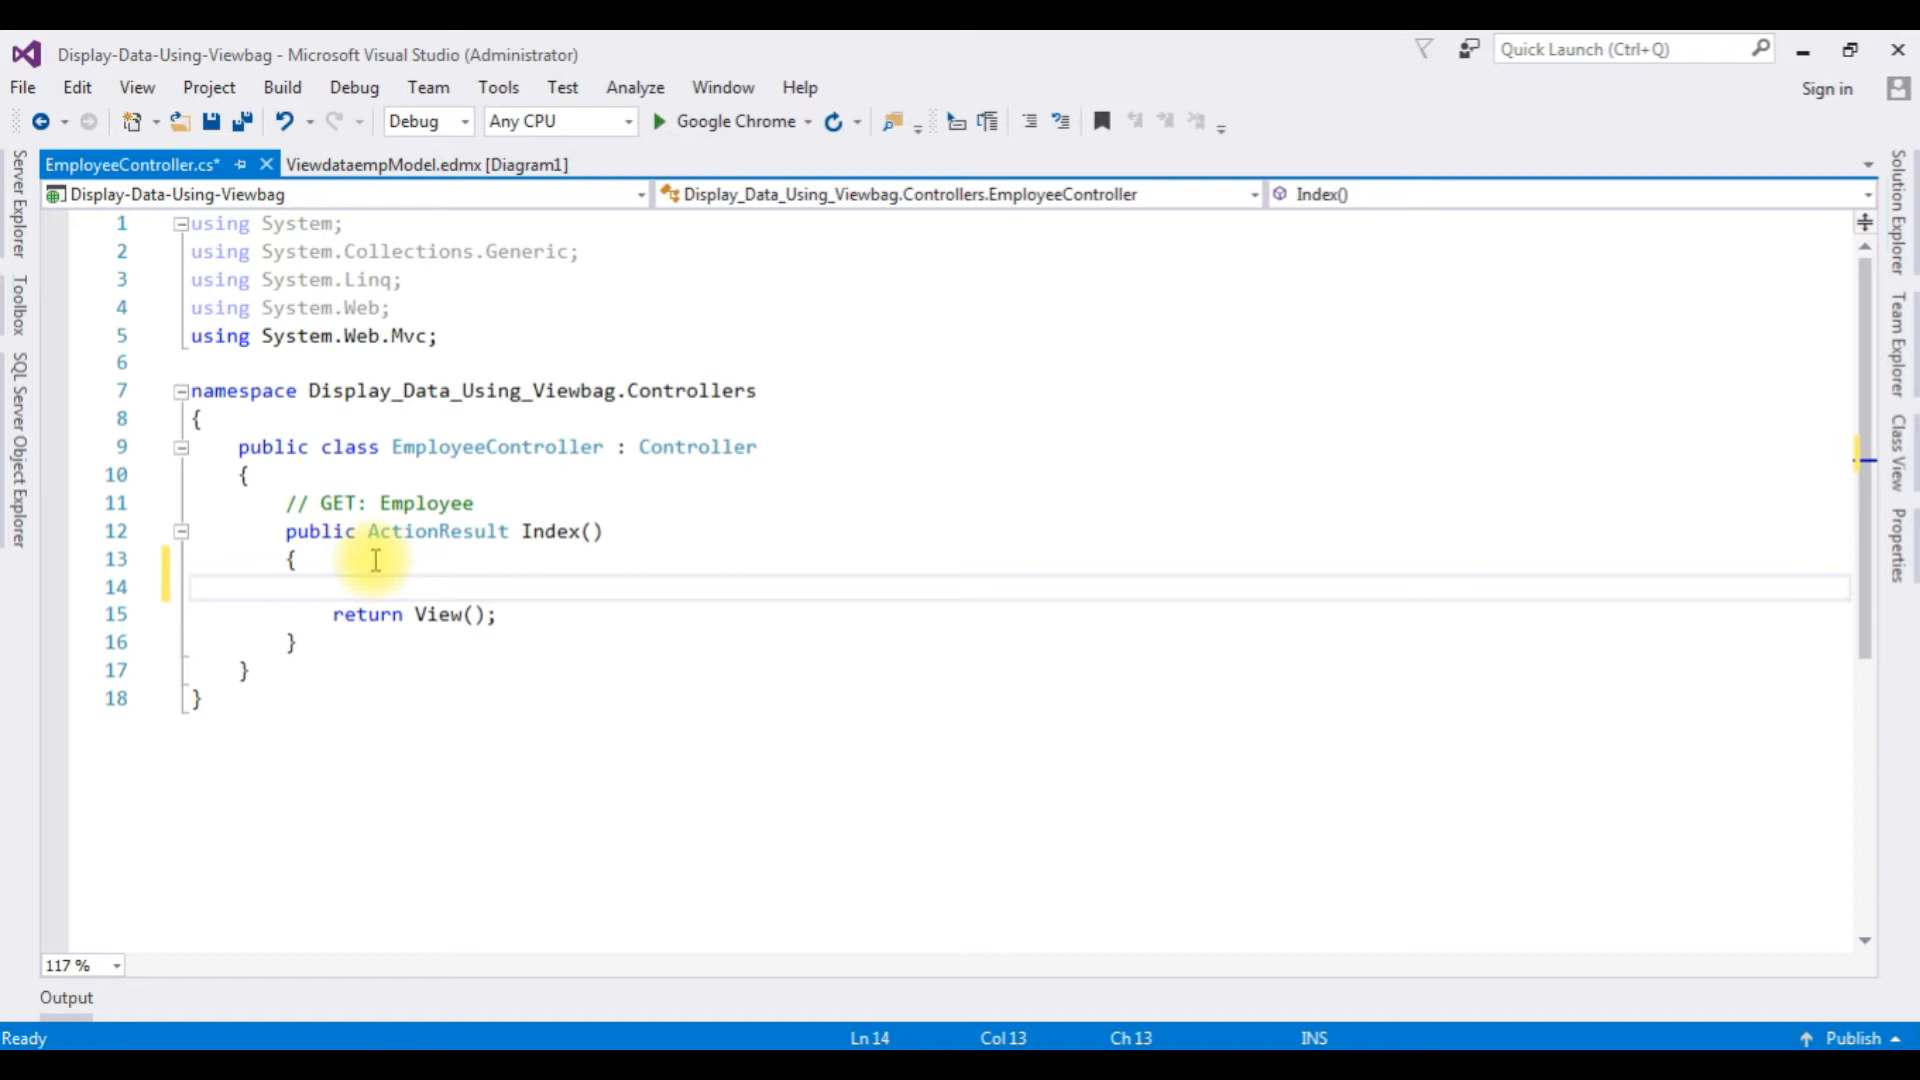 Display-Data-Using-Viewbag - Microsoft Visual Studio (Administrator)
Quick Launch (Ctrl+Q)
File Edit View Project Build Debug Team Tools Test Analyze Window Help
Sign in
Debug Any CPU Google Chrome
EmployeeController.cs* ViewdataempModel.edmx [Diagram1]
Display-Data-Using-Viewbag Display_Data_Using_Viewbag.Controllers.EmployeeController Index()
Server Explorer
Toolbox
SQL Server Object Explorer
1 using System;
2 using System.Collections.Generic;
3 using System.Linq;
4 using System.Web;
5 using System.Web.Mvc;
6
7 namespace Display_Data_Using_Viewbag.Controllers
8 {
9 public class EmployeeController : Controller
10 {
11 // GET: Employee
12 public ActionResult Index()
13 {
14
15 return View();
16 }
17 }
18 }
Solution Explorer
Team Explorer
Class View
Properties
117 %
Output
Ready Ln 14 Col 13 Ch 13 INS Publish